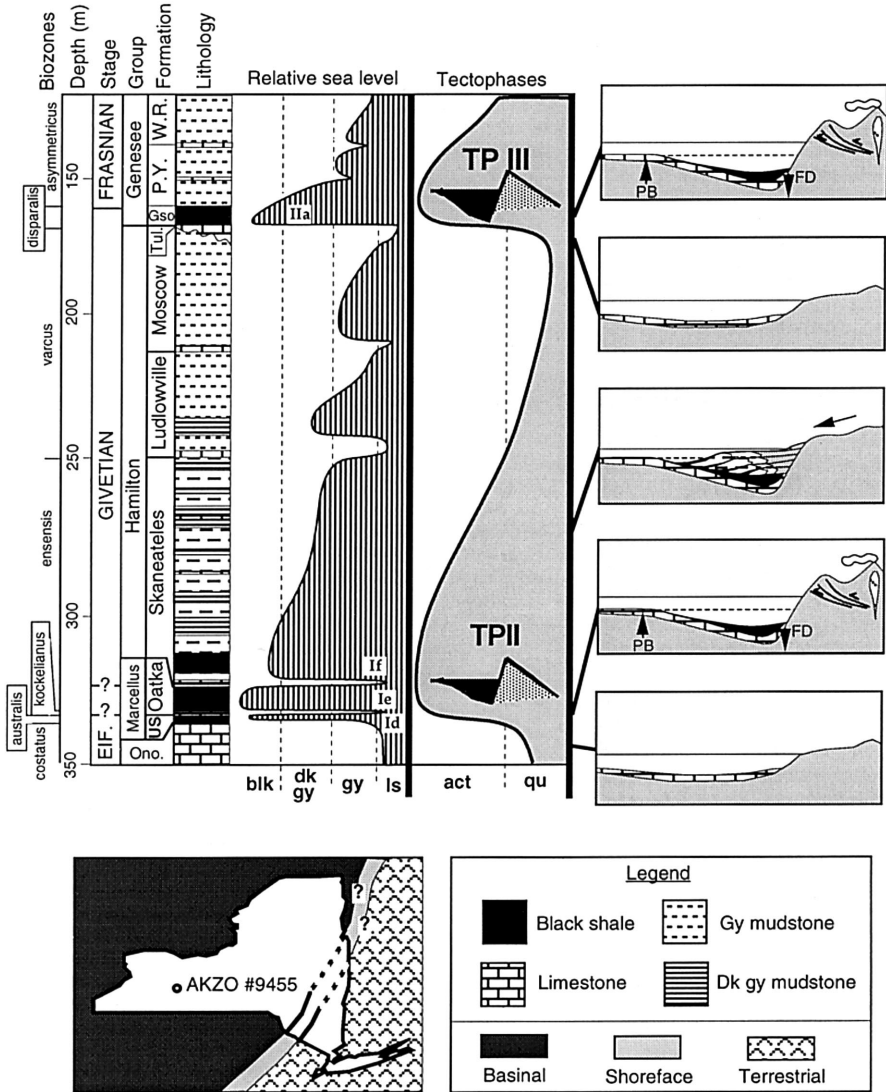 Biozones
Depth (m)
Stage
Group
Formation
Lithology
Relative sea level
Tectophases
asymmetricus
disparalis
varcus
ensensis
kockelianus
australis
costatus
150
200
250
300
350
FRASNIAN
GIVETIAN
?
?
EIF.
Genesee
Hamilton
Marcellus
W.R.
P.Y.
Gso
Tul.
Moscow
Ludlowville
Skaneateles
Oatka
US
Ono.
IIa
If
Ie
Id
blk
dk
gy
gy
ls
TP III
TPII
act
qu
PB
FD
PB
FD
AKZO #9455
?
?
Legend
Black shale
Gy mudstone
Limestone
Dk gy mudstone
Basinal
Shoreface
Terrestrial